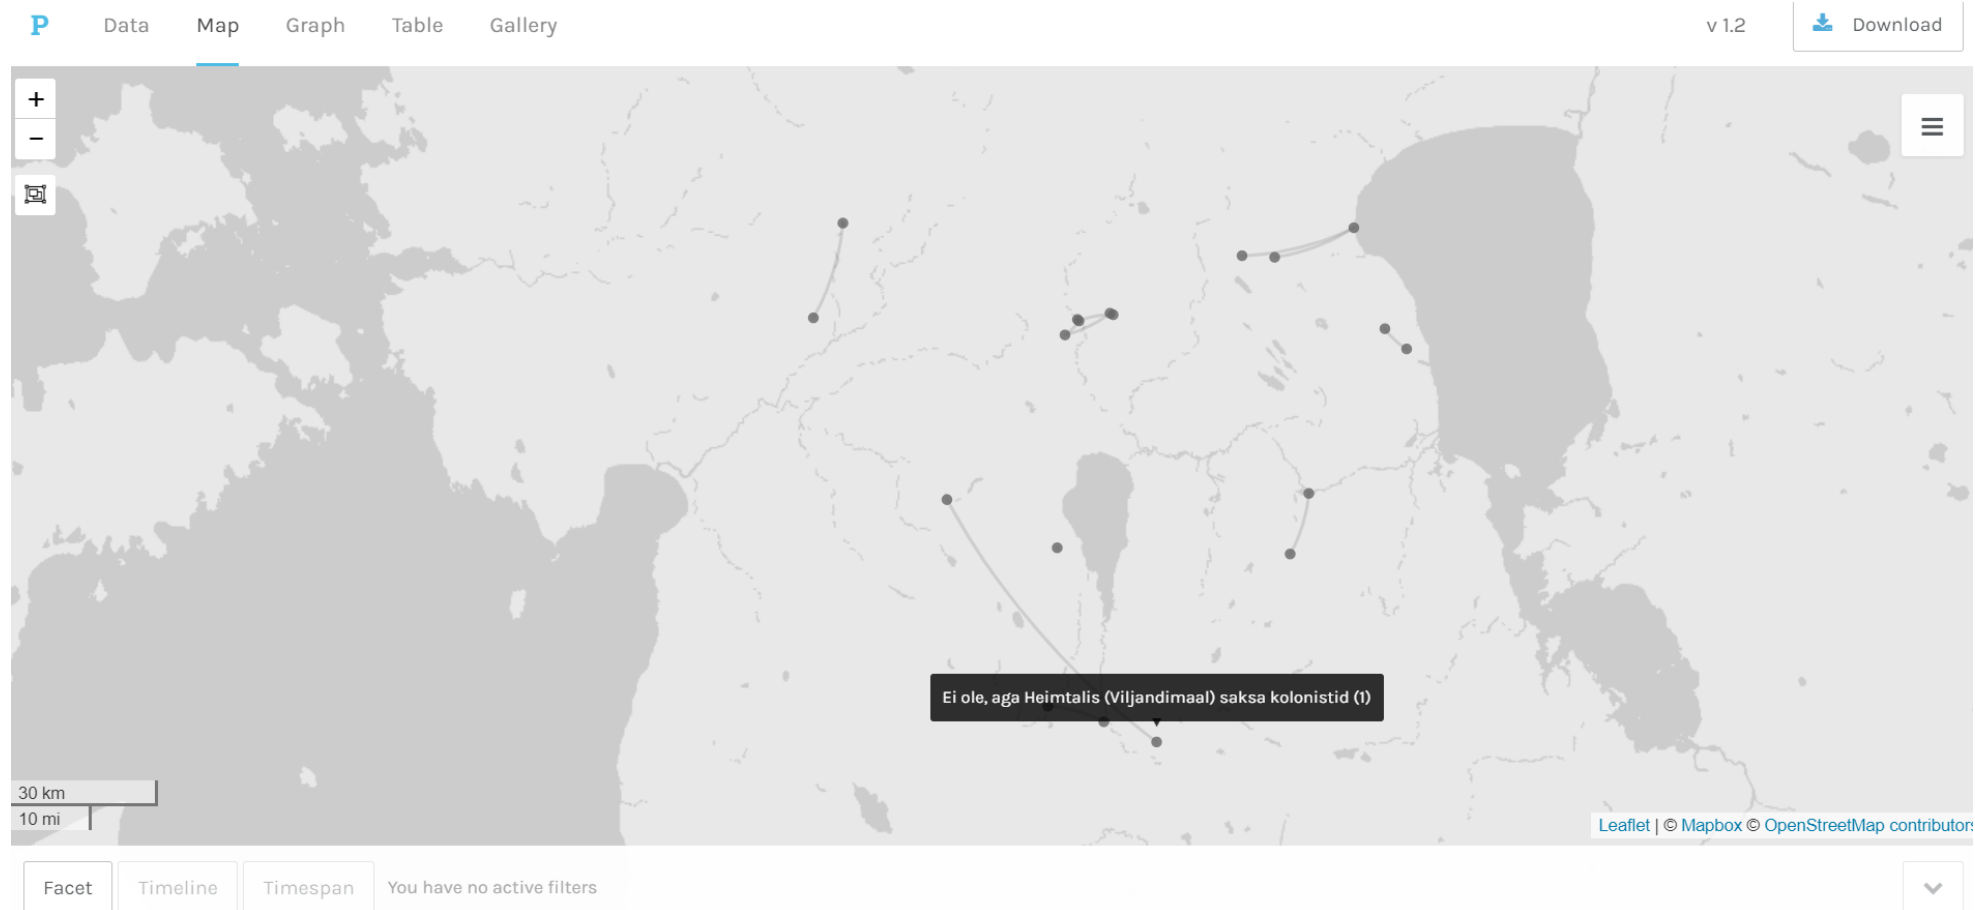 P Data Map Graph Table Gallery v 1.2 Download
+
−
Ei ole, aga Heimtalis (Viljandimaal) saksa kolonistid (1)
30 km
10 mi
Leaflet | © Mapbox © OpenStreetMap contributors
Facet Timeline Timespan You have no active filters